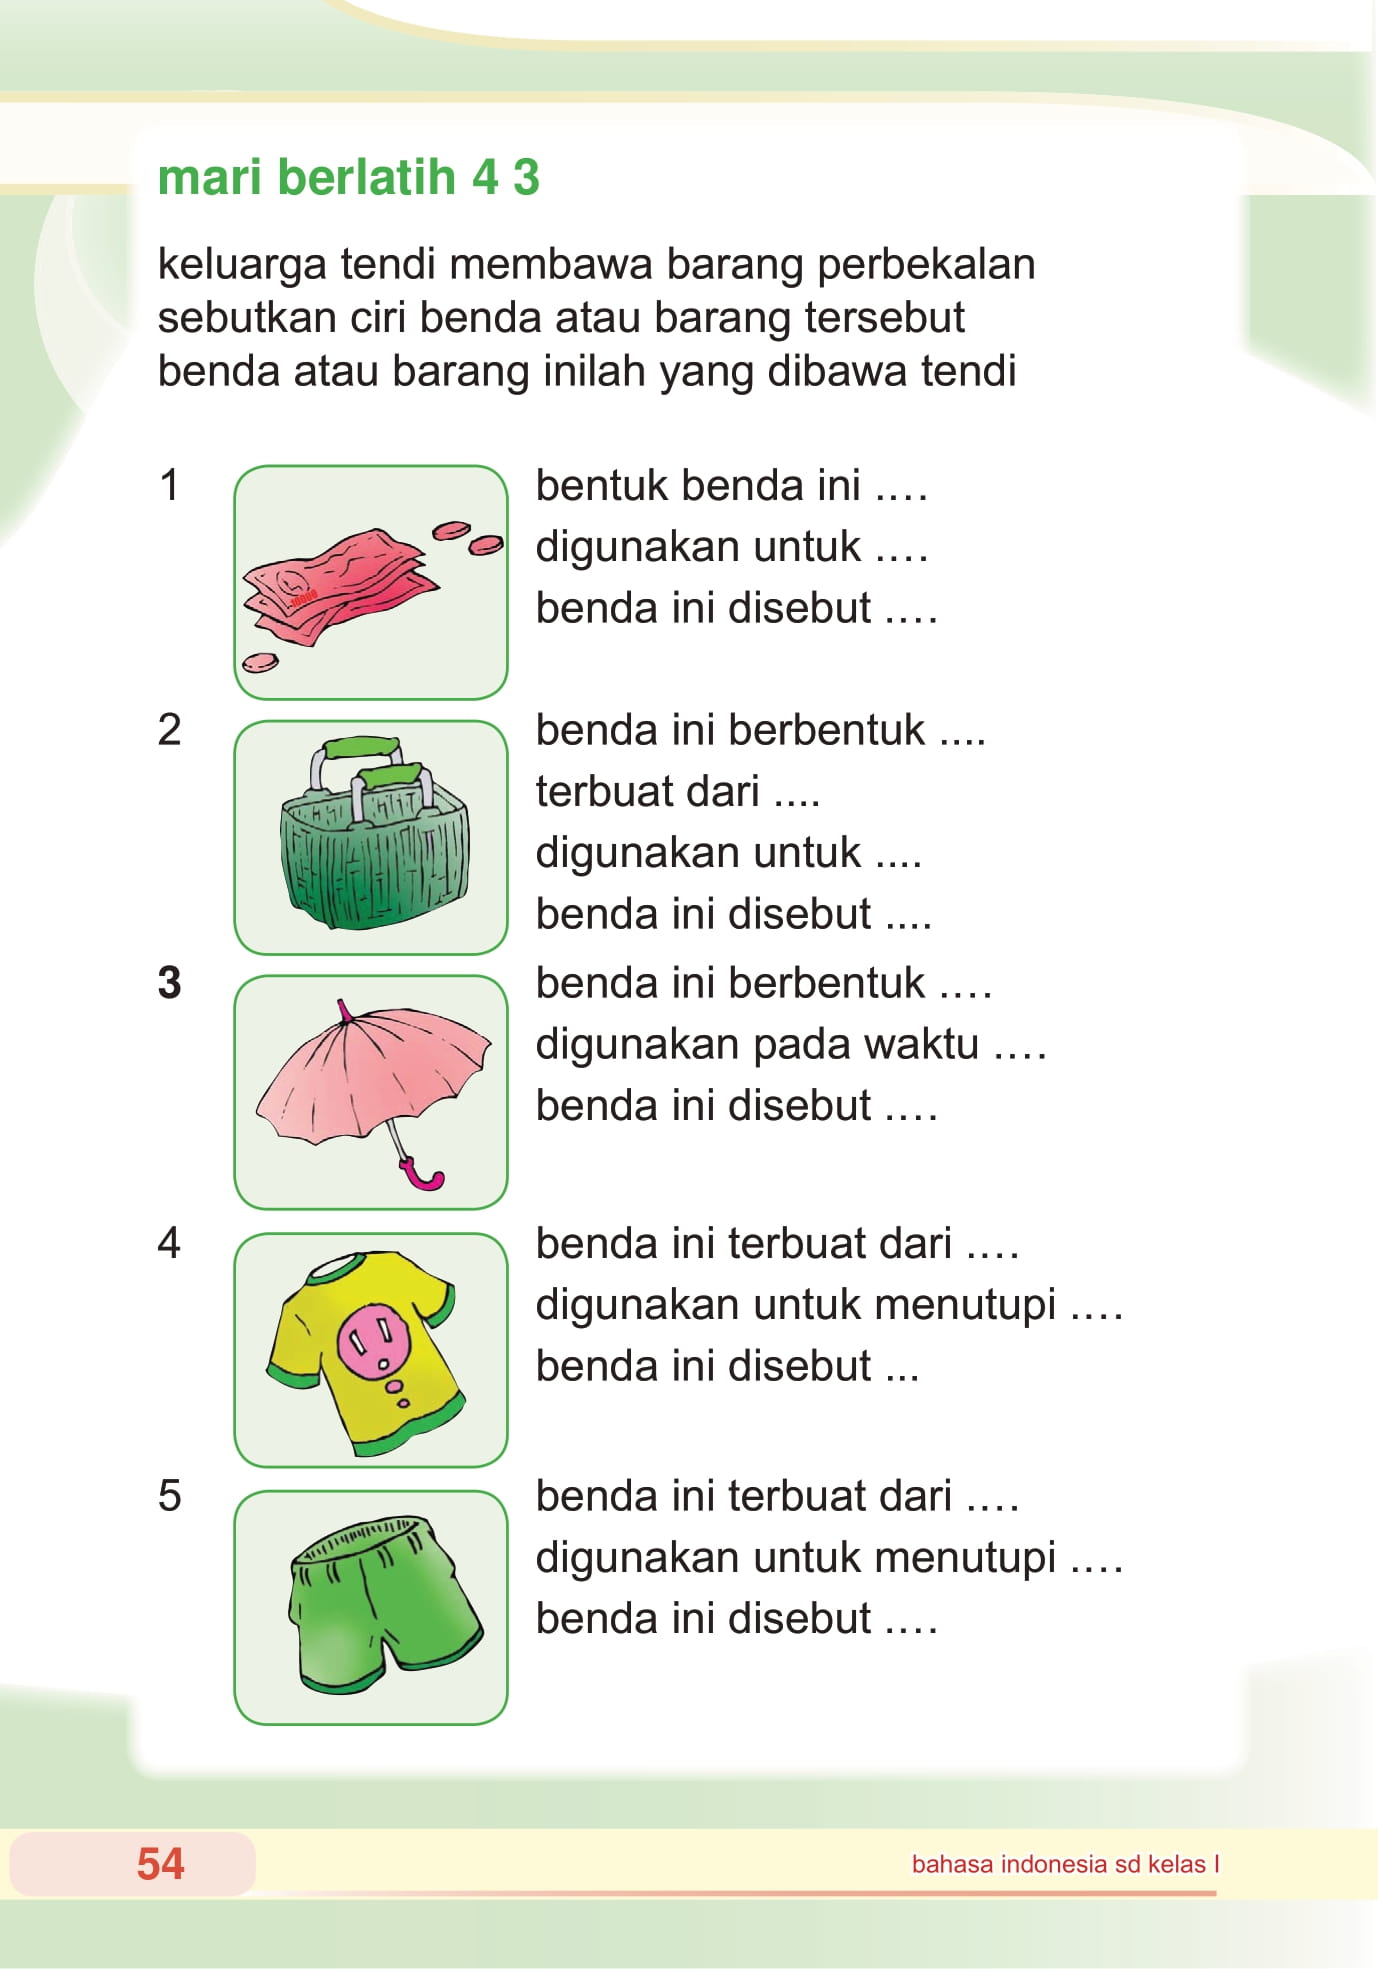 mari berlatih 4 3
keluarga tendi membawa barang perbekalan
sebutkan ciri benda atau barang tersebut
benda atau barang inilah yang dibawa tendi
1
bentuk benda ini ....
digunakan untuk ....
benda ini disebut ....
10000
2
benda ini berbentuk ....
terbuat dari ....
digunakan untuk ....
benda ini disebut ....
3
benda ini berbentuk ....
digunakan pada waktu ....
benda ini disebut ....
4
benda ini terbuat dari ....
digunakan untuk menutupi ....
benda ini disebut ...
5
benda ini terbuat dari ....
digunakan untuk menutupi ....
benda ini disebut ....
54
bahasa indonesia sd kelas I